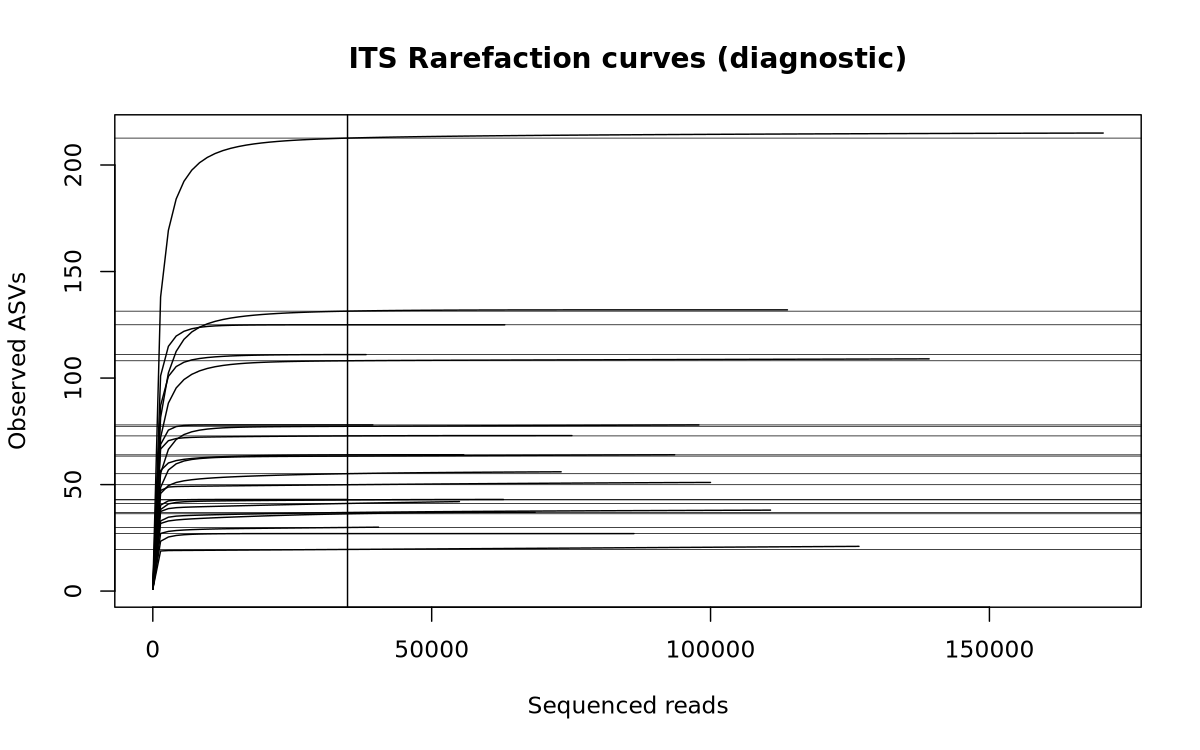 ITS Rarefaction curves (diagnostic)
Observed ASVs
200
150
100
50
0
0 50000 100000 150000
Sequenced reads